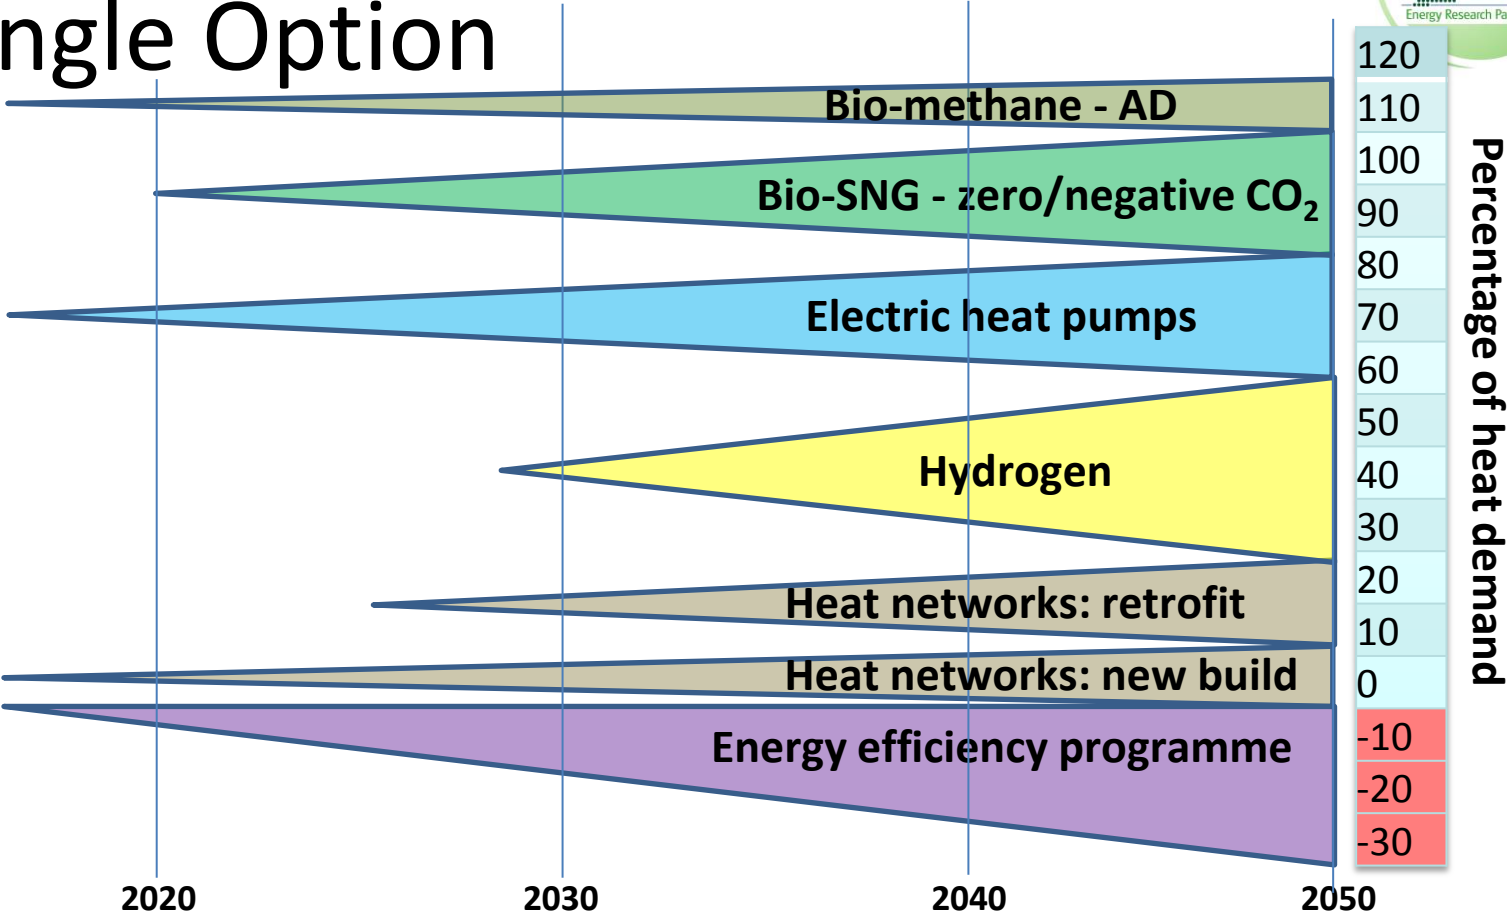 ngle Option
Energy Research Pa
Bio-methane - AD
Bio-SNG - zero/negative CO₂
Electric heat pumps
Hydrogen
Heat networks: retrofit
Heat networks: new build
Energy efficiency programme
120
110
100
90
80
70
60
50
40
30
20
10
0
-10
-20
-30
Percentage of heat demand
2020
2030
2040
2050